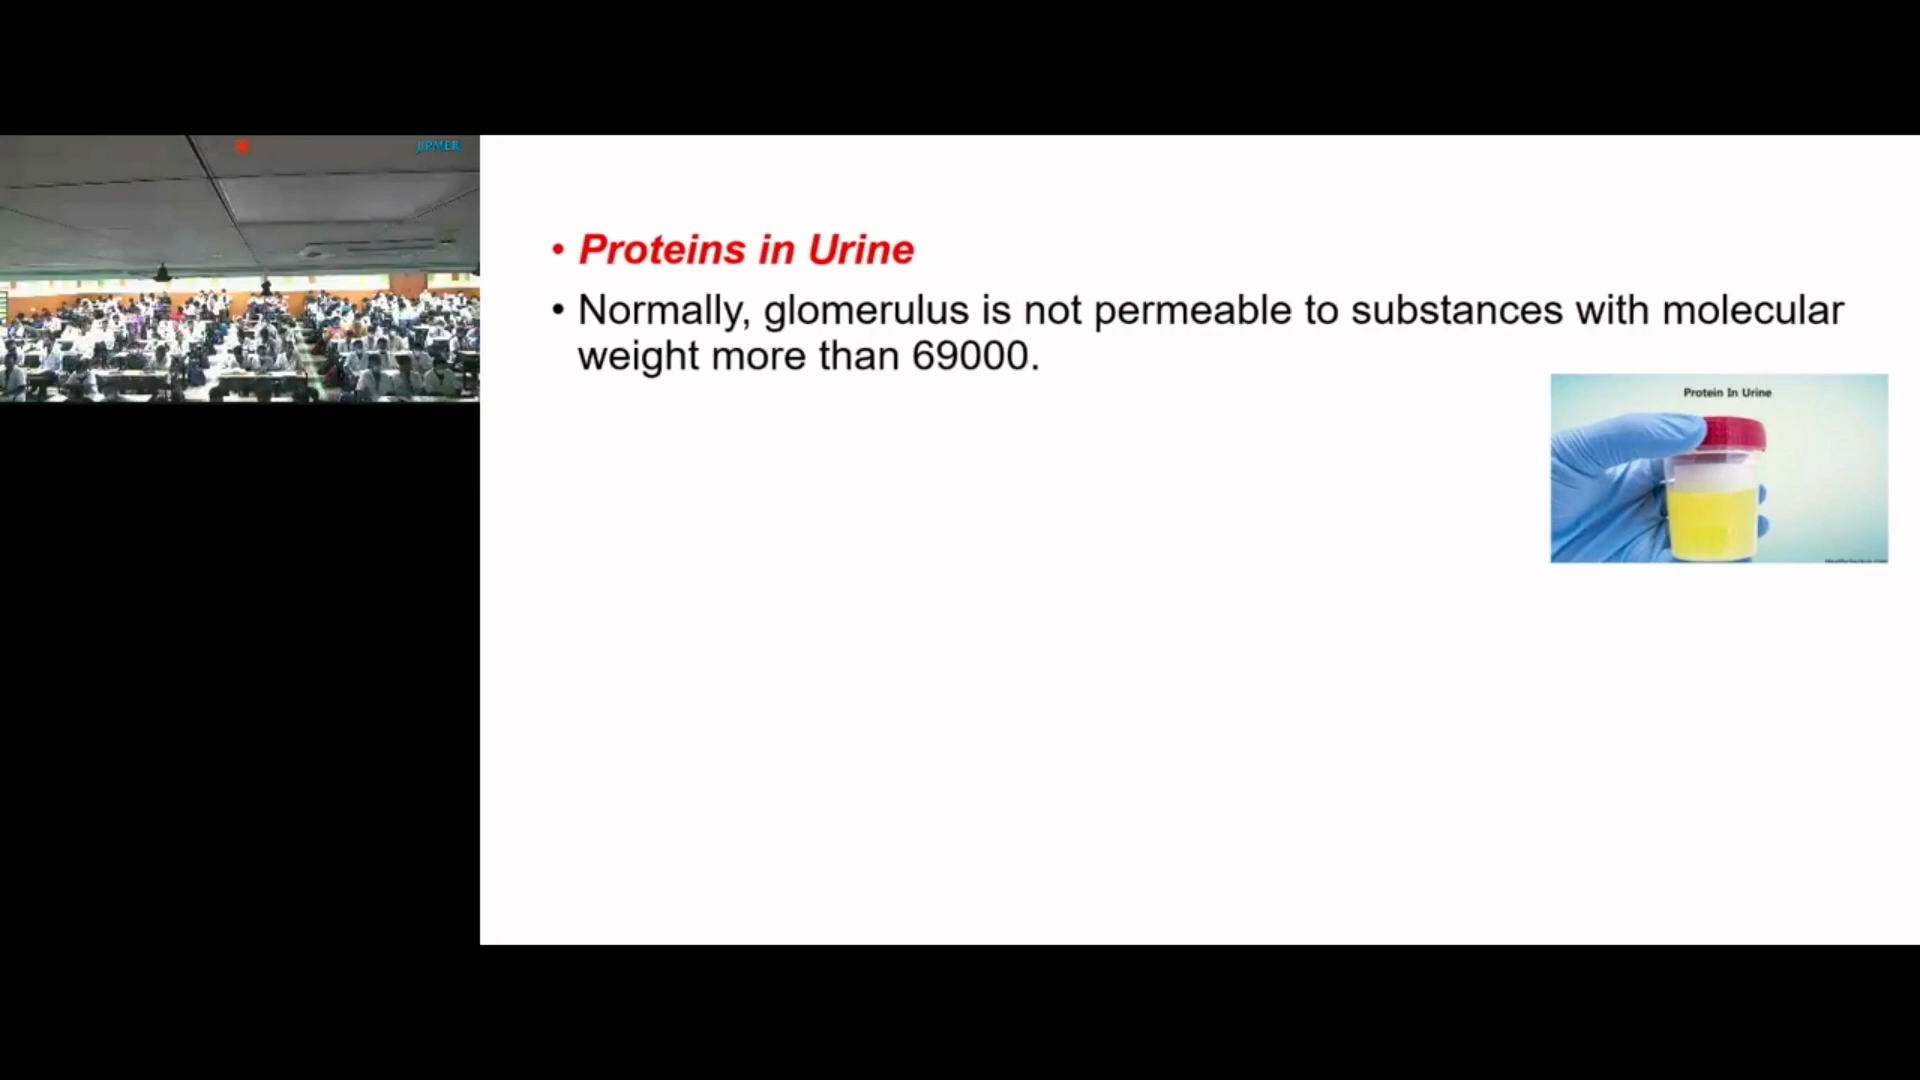 JIPMER
• Proteins in Urine
• Normally, glomerulus is not permeable to substances with molecular
weight more than 69000.
Protein In Urine